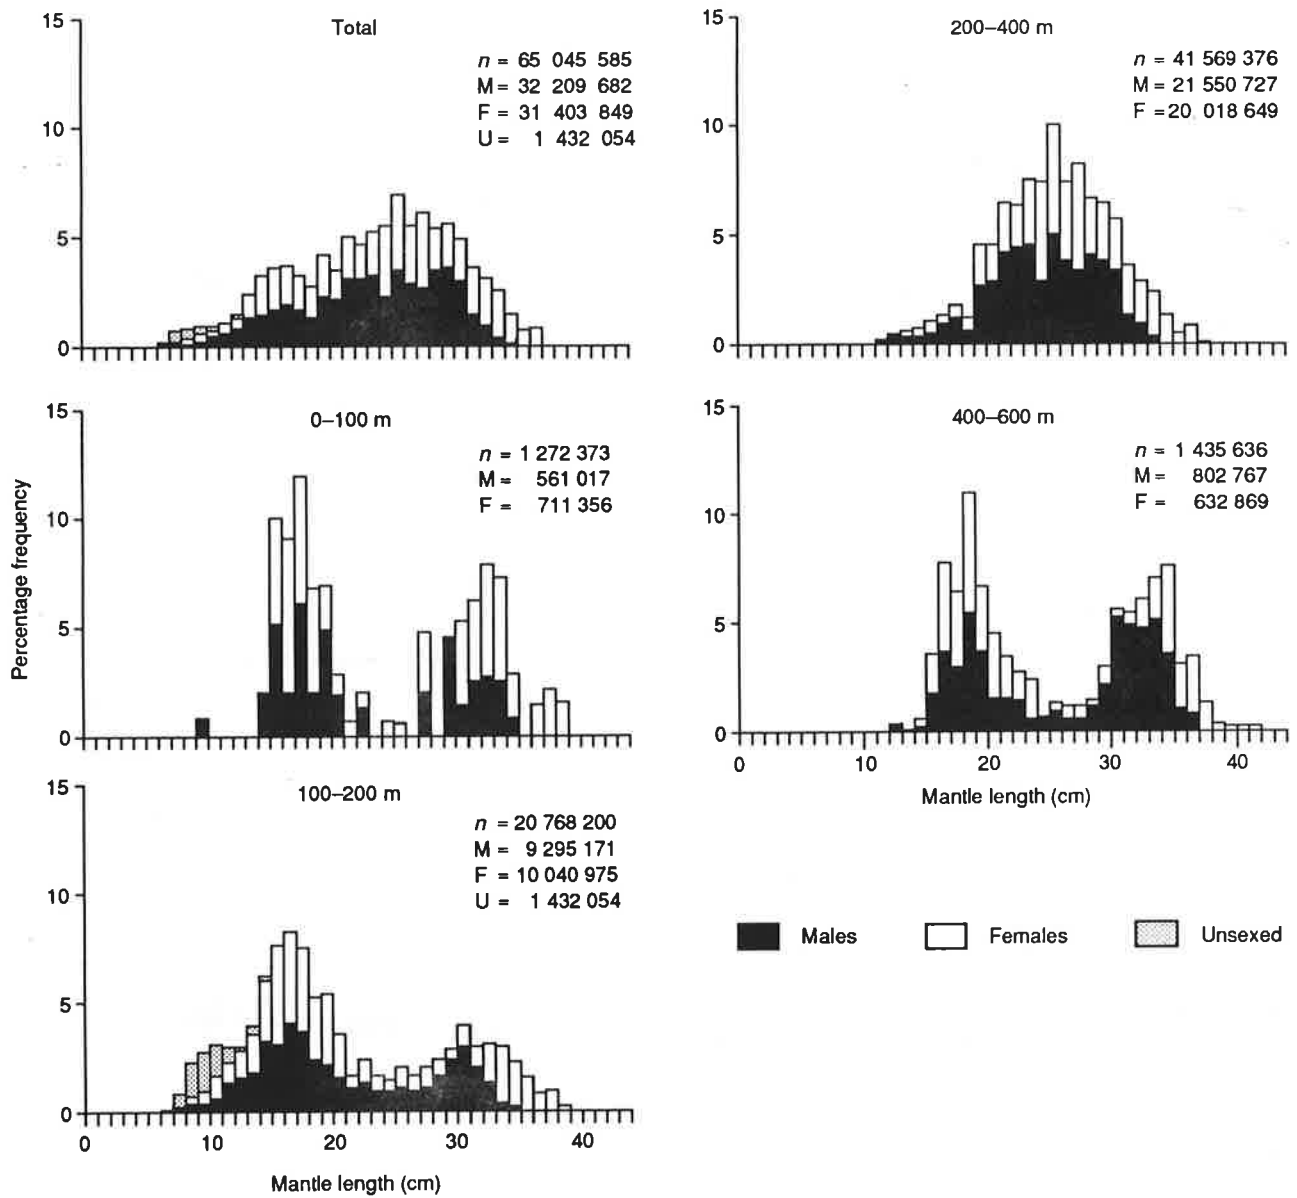 Total
n = 65 045 585
M = 32 209 682
F = 31 403 849
U = 1 432 054
15
10
5
0
200–400 m
n = 41 569 376
M = 21 550 727
F = 20 018 649
15
10
5
0
0–100 m
n = 1 272 373
M = 561 017
F = 711 356
15
10
5
0
Percentage frequency
400–600 m
n = 1 435 636
M = 802 767
F = 632 869
15
10
5
0
0 10 20 30 40
Mantle length (cm)
100–200 m
n = 20 768 200
M = 9 295 171
F = 10 040 975
U = 1 432 054
15
10
5
0
0 10 20 30 40
Mantle length (cm)
Males Females Unsexed